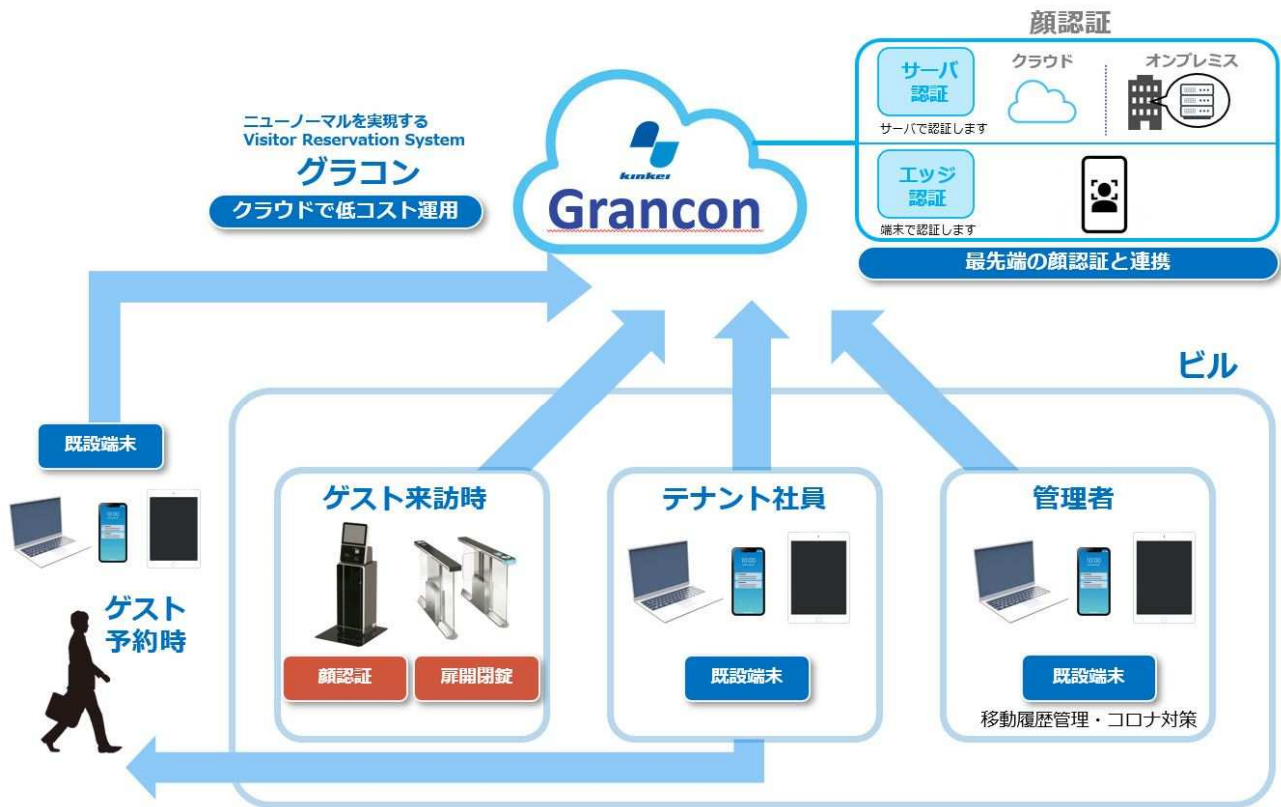 顔認証
サーバ
認証
サーバで認証します
クラウド
オンプレミス
エッジ
認証
端末で認証します
最先端の顔認証と連携
ニューノーマルを実現する
Visitor Reservation System
グラコン
クラウドで低コスト運用
kinkei
Grancon
ビル
既設端末
ゲスト
予約時
ゲスト来訪時
顔認証
扉開閉錠
テナント社員
既設端末
管理者
既設端末
移動履歴管理・コロナ対策